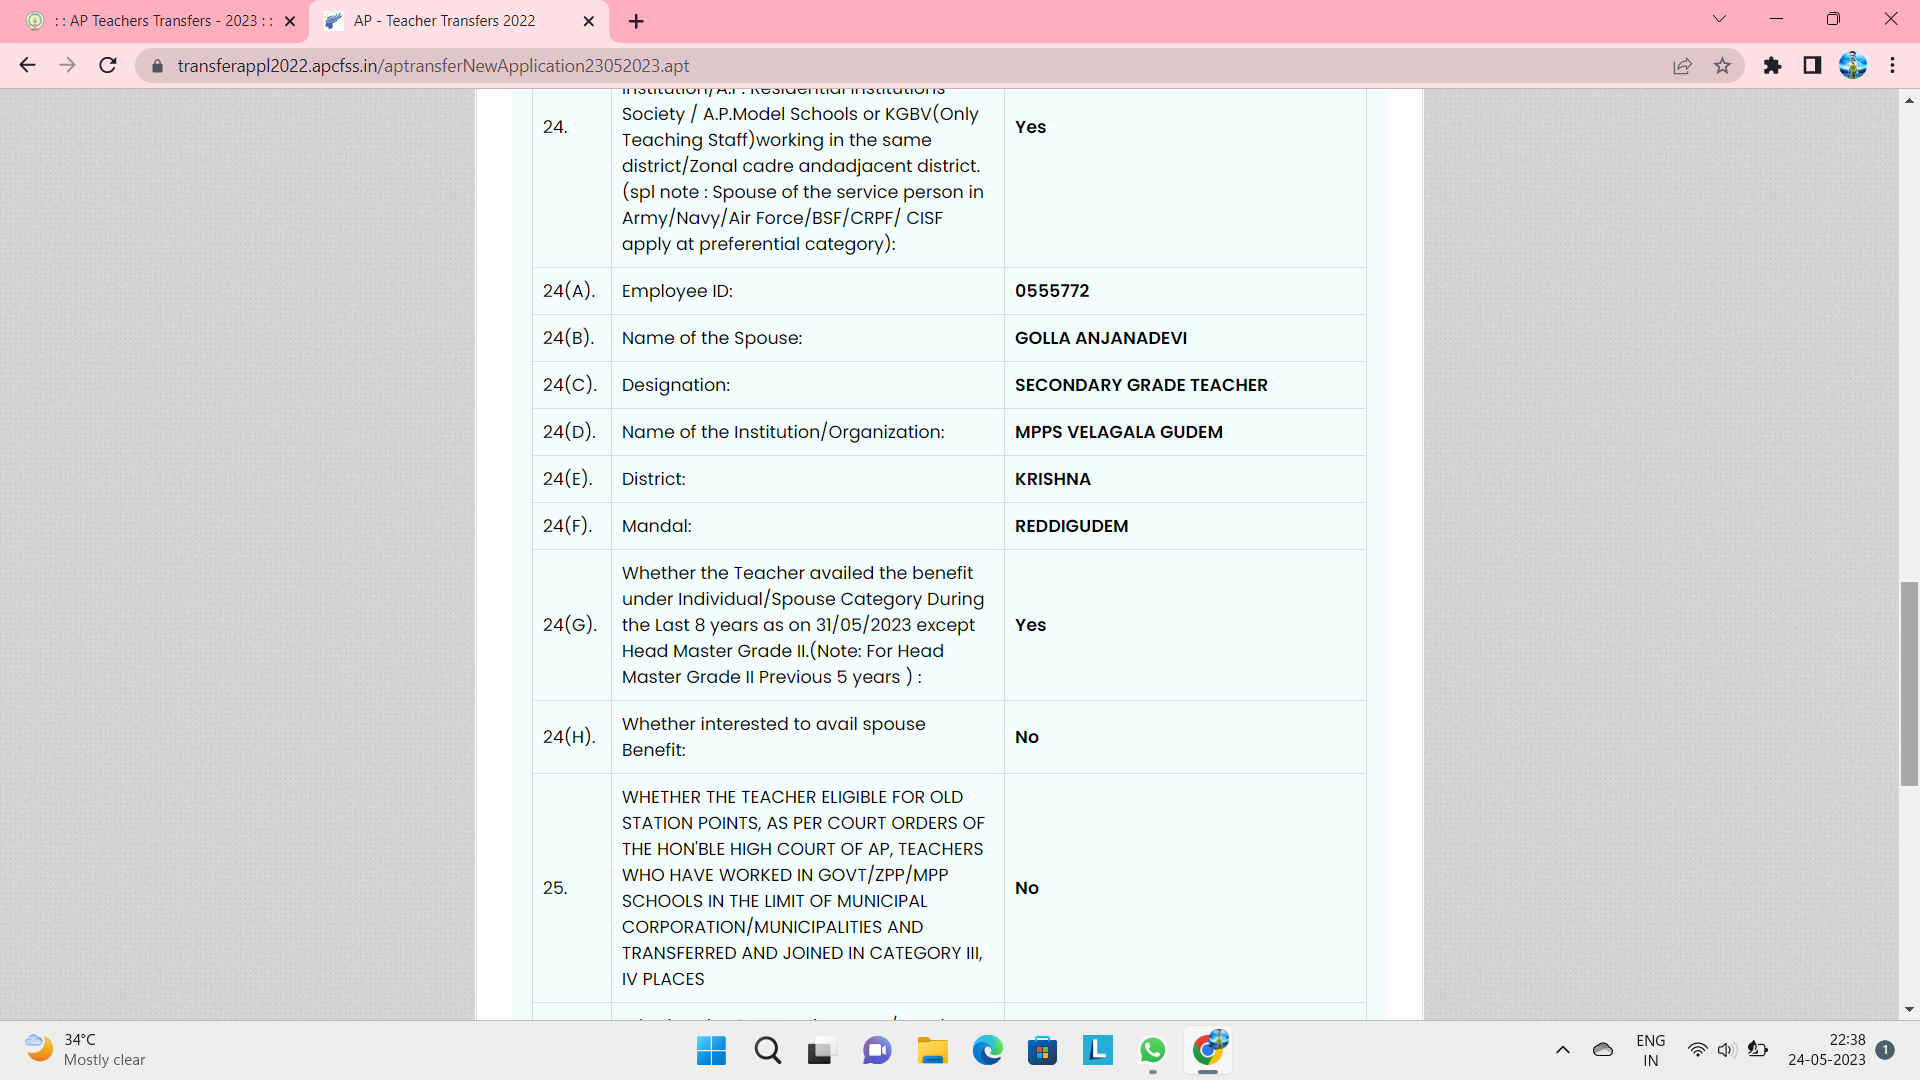 : : AP Teachers Transfers - 2023 : :
AP - Teacher Transfers 2022
transferappl2022.apcfss.in/aptransferNewApplication23052023.apt
Institution/A.P. Residential Institutions
24. Society / A.P.Model Schools or KGBV(Only Yes
Teaching Staff)working in the same
district/Zonal cadre andadjacent district.
(spl note : Spouse of the service person in
Army/Navy/Air Force/BSF/CRPF/ CISF
apply at preferential category):
24(A). Employee ID: 0555772
24(B). Name of the Spouse: GOLLA ANJANADEVI
24(C). Designation: SECONDARY GRADE TEACHER
24(D). Name of the Institution/Organization: MPPS VELAGALA GUDEM
24(E). District: KRISHNA
24(F). Mandal: REDDIGUDEM
Whether the Teacher availed the benefit
under Individual/Spouse Category During
24(G). the Last 8 years as on 31/05/2023 except Yes
Head Master Grade II.(Note: For Head
Master Grade II Previous 5 years ) :
24(H). Whether interested to avail spouse No
Benefit:
WHETHER THE TEACHER ELIGIBLE FOR OLD
STATION POINTS, AS PER COURT ORDERS OF
THE HON'BLE HIGH COURT OF AP, TEACHERS
25. WHO HAVE WORKED IN GOVT/ZPP/MPP No
SCHOOLS IN THE LIMIT OF MUNICIPAL
CORPORATION/MUNICIPALITIES AND
TRANSFERRED AND JOINED IN CATEGORY III,
IV PLACES
34°C
Mostly clear
L
ENG
IN
22:38
24-05-2023
1